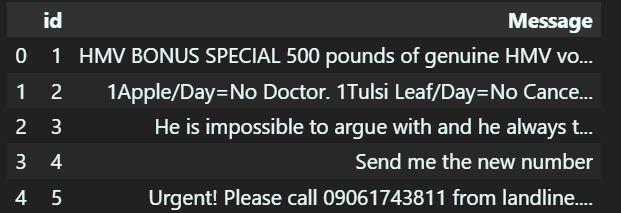 id Message
0 1 HMV BONUS SPECIAL 500 pounds of genuine HMV vo...
1 2 1Apple/Day=No Doctor. 1Tulsi Leaf/Day=No Cance...
2 3 He is impossible to argue with and he always t...
3 4 Send me the new number
4 5 Urgent! Please call 09061743811 from landline....